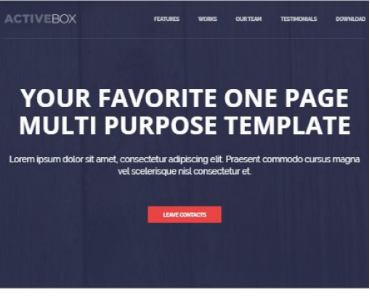 ACTIVEBOX
FEATURES WORKS OUR TEAM TESTIMONIALS DOWNLOAD
YOUR FAVORITE ONE PAGE
MULTI PURPOSE TEMPLATE
Lorem ipsum dolor sit amet, consectetur adipiscing elit. Praesent commodo cursus magna
vel scelerisque nisl consectetur et.
LEAVE CONTACTS